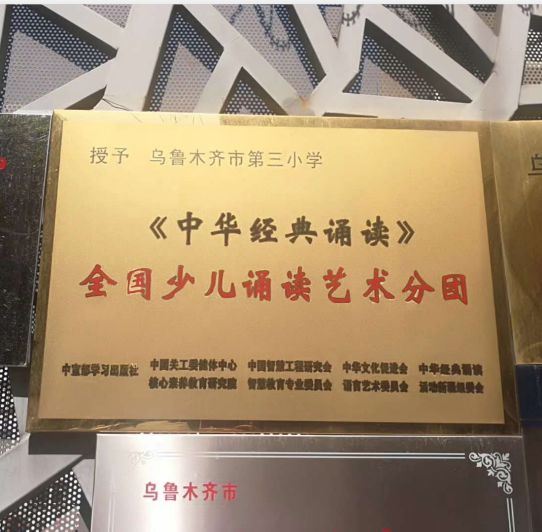 授予 乌鲁木齐市第三小学
《中华经典诵读》
全国少儿诵读艺术分团
中宣部学习出版社 中国关工委健体中心 中国智慧工程研究会 中华文化促进会 中华经典诵读
核心素养教育研究院 智慧教育专业委员会 语言艺术委员会 活动新疆组委会
乌鲁木齐市